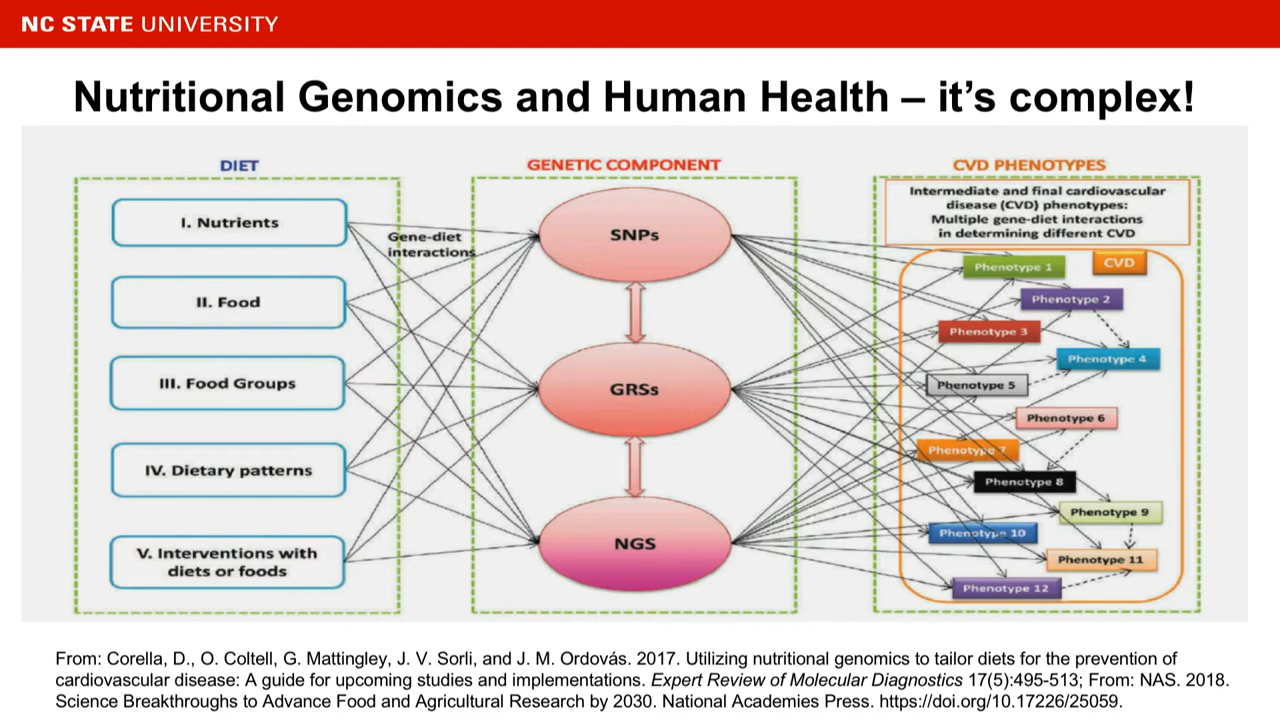 NC STATE UNIVERSITY
Nutritional Genomics and Human Health – it's complex!
DIET
I. Nutrients
II. Food
III. Food Groups
IV. Dietary patterns
V. Interventions with
diets or foods
Gene-diet
interactions
GENETIC COMPONENT
SNPs
GRSs
NGS
CVD PHENOTYPES
Intermediate and final cardiovascular
disease (CVD) phenotypes:
Multiple gene-diet interactions
in determining different CVD
CVD
Phenotype 1
Phenotype 2
Phenotype 3
Phenotype 4
Phenotype 5
Phenotype 6
Phenotype 7
Phenotype 8
Phenotype 9
Phenotype 10
Phenotype 11
Phenotype 12
From: Corella, D., O. Coltell, G. Mattingley, J. V. Sorli, and J. M. Ordovás. 2017. Utilizing nutritional genomics to tailor diets for the prevention of
cardiovascular disease: A guide for upcoming studies and implementations. Expert Review of Molecular Diagnostics 17(5):495-513; From: NAS. 2018.
Science Breakthroughs to Advance Food and Agricultural Research by 2030. National Academies Press. https://doi.org/10.17226/25059.